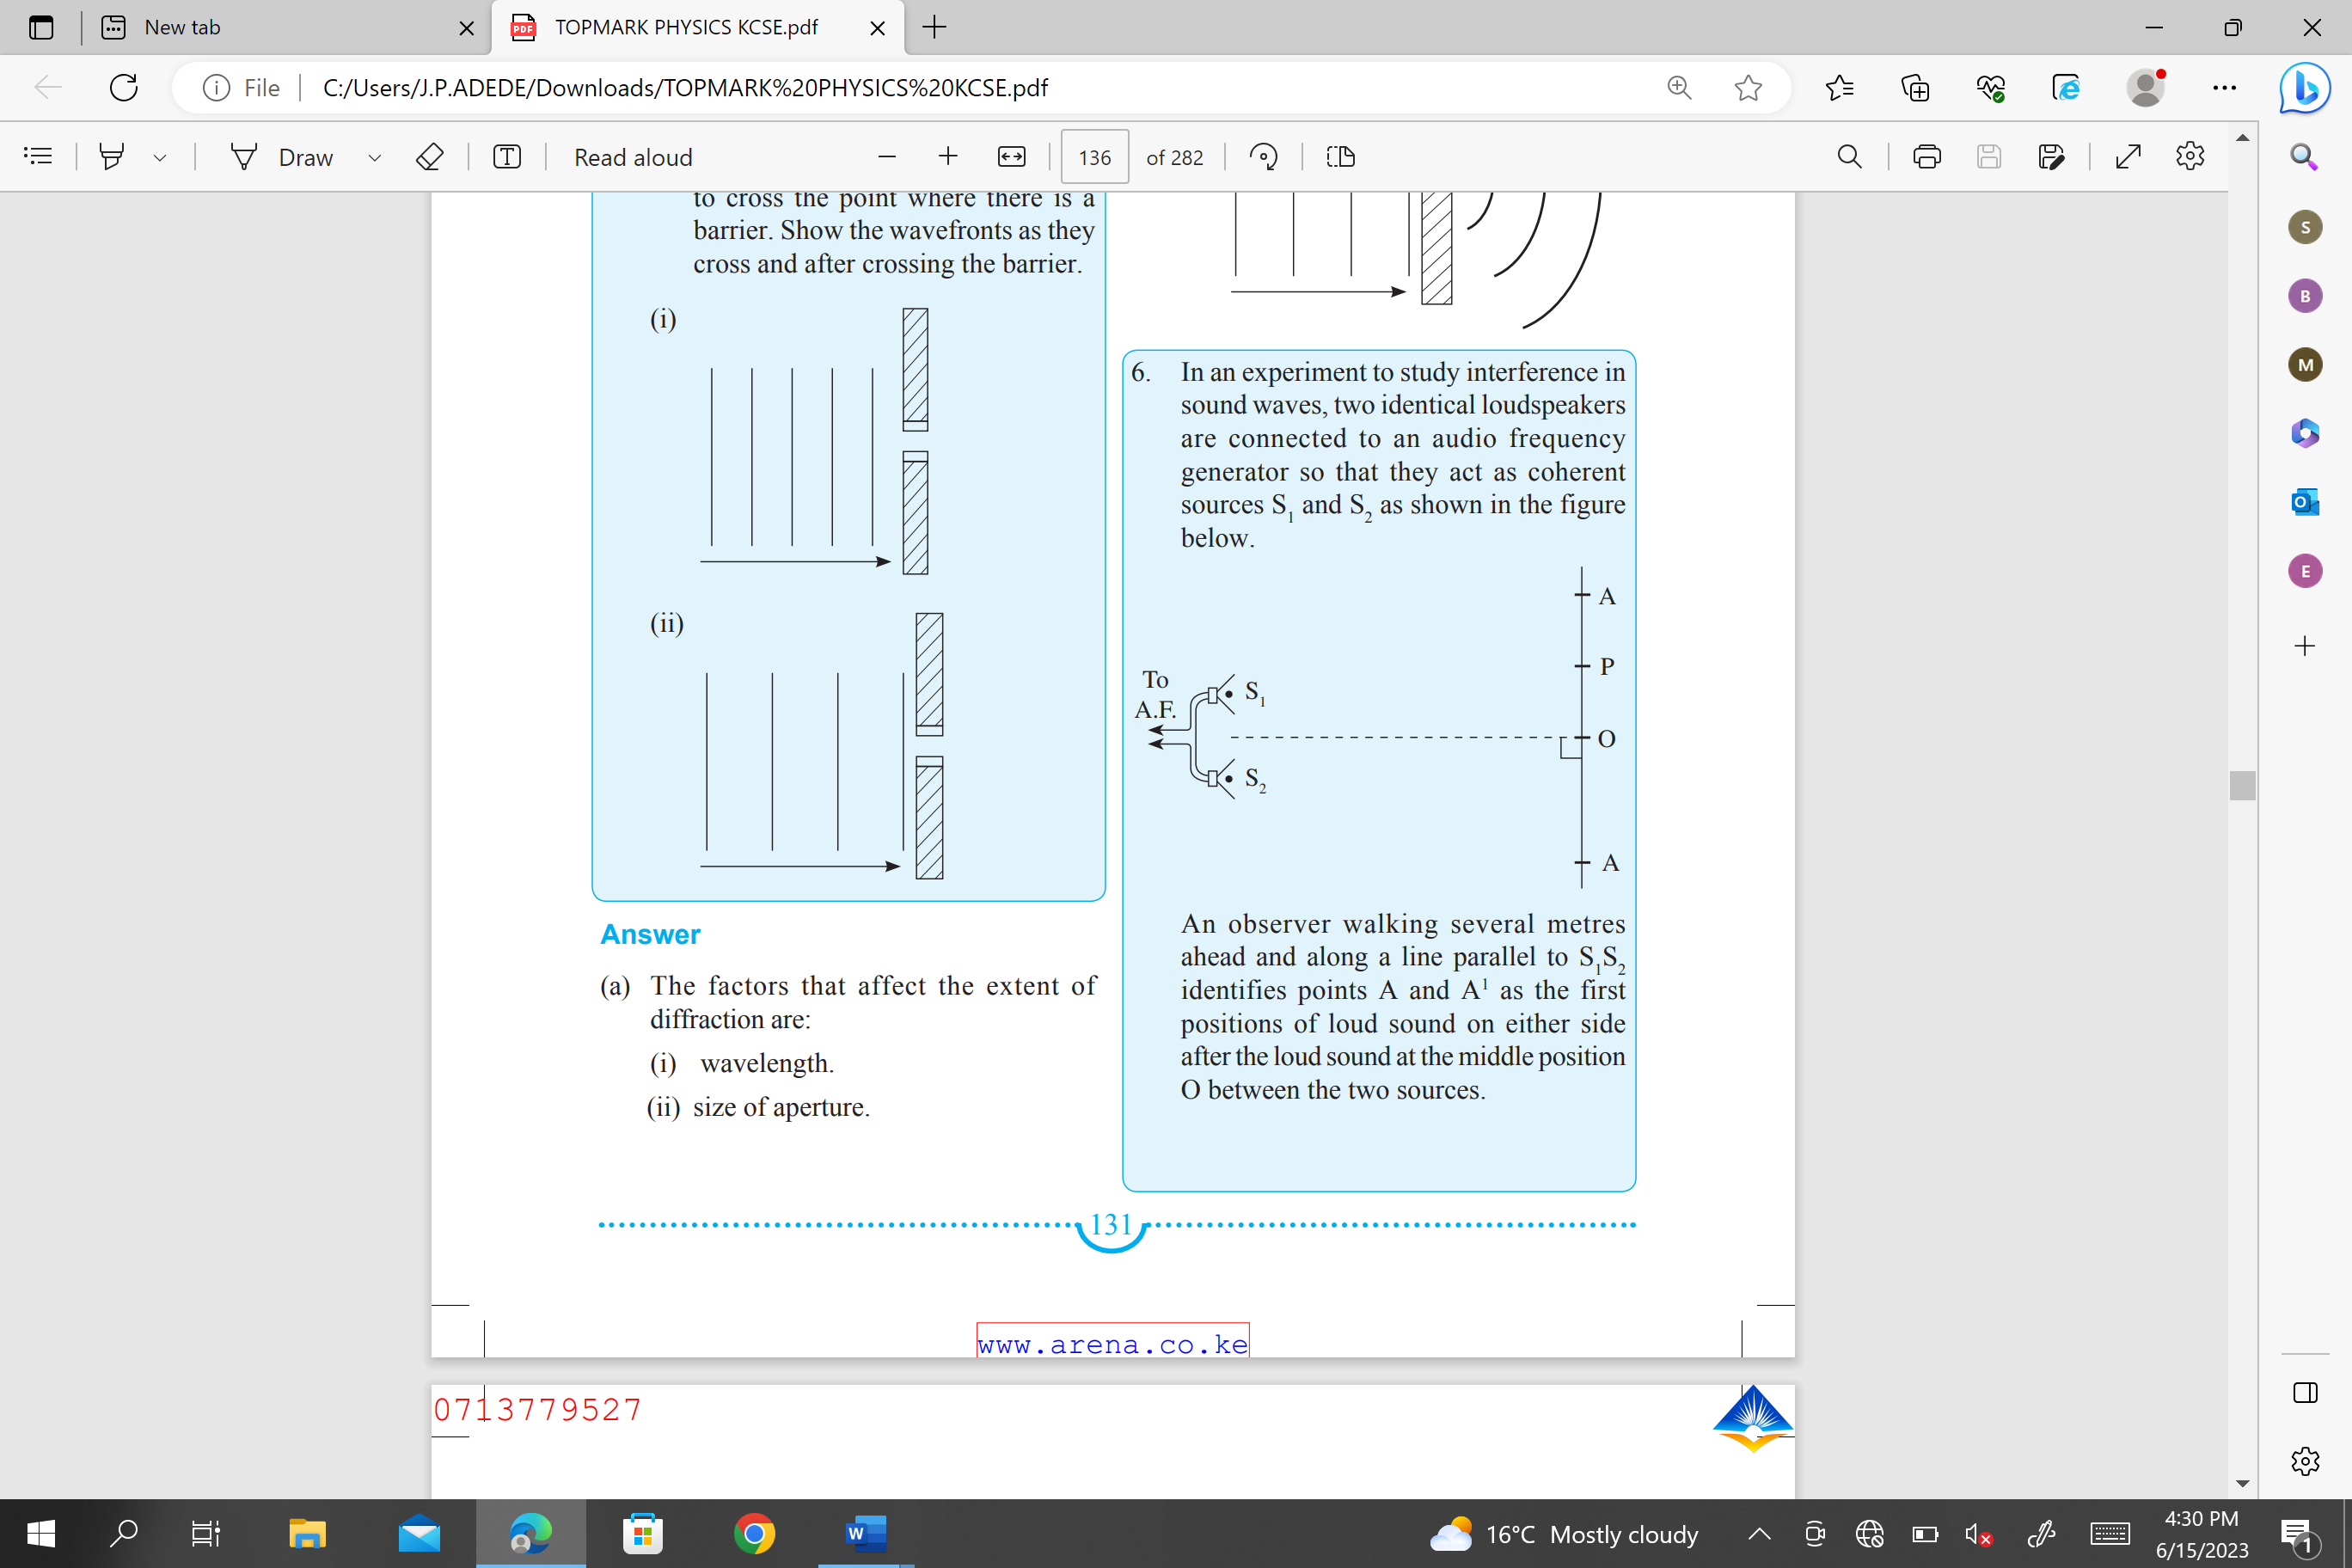 New tab
PDF
TOPMARK PHYSICS KCSE.pdf
File
C:/Users/J.P.ADEDE/Downloads/TOPMARK%20PHYSICS%20KCSE.pdf
Draw
Read aloud
136
of 282
to cross the point where there is a
barrier. Show the wavefronts as they
cross and after crossing the barrier.
(i)
(ii)
Answer
(a) The factors that affect the extent of
diffraction are:
(i) wavelength.
(ii) size of aperture.
6. In an experiment to study interference in
sound waves, two identical loudspeakers
are connected to an audio frequency
generator so that they act as coherent
sources S₁ and S₂ as shown in the figure
below.
A
P
To
A.F.
S₁
O
S₂
A
An observer walking several metres
ahead and along a line parallel to S₁S₂
identifies points A and A¹ as the first
positions of loud sound on either side
after the loud sound at the middle position
O between the two sources.
131
www.arena.co.ke
0713779527
S
B
M
E
W
16°C Mostly cloudy
4:30 PM
6/15/2023
1